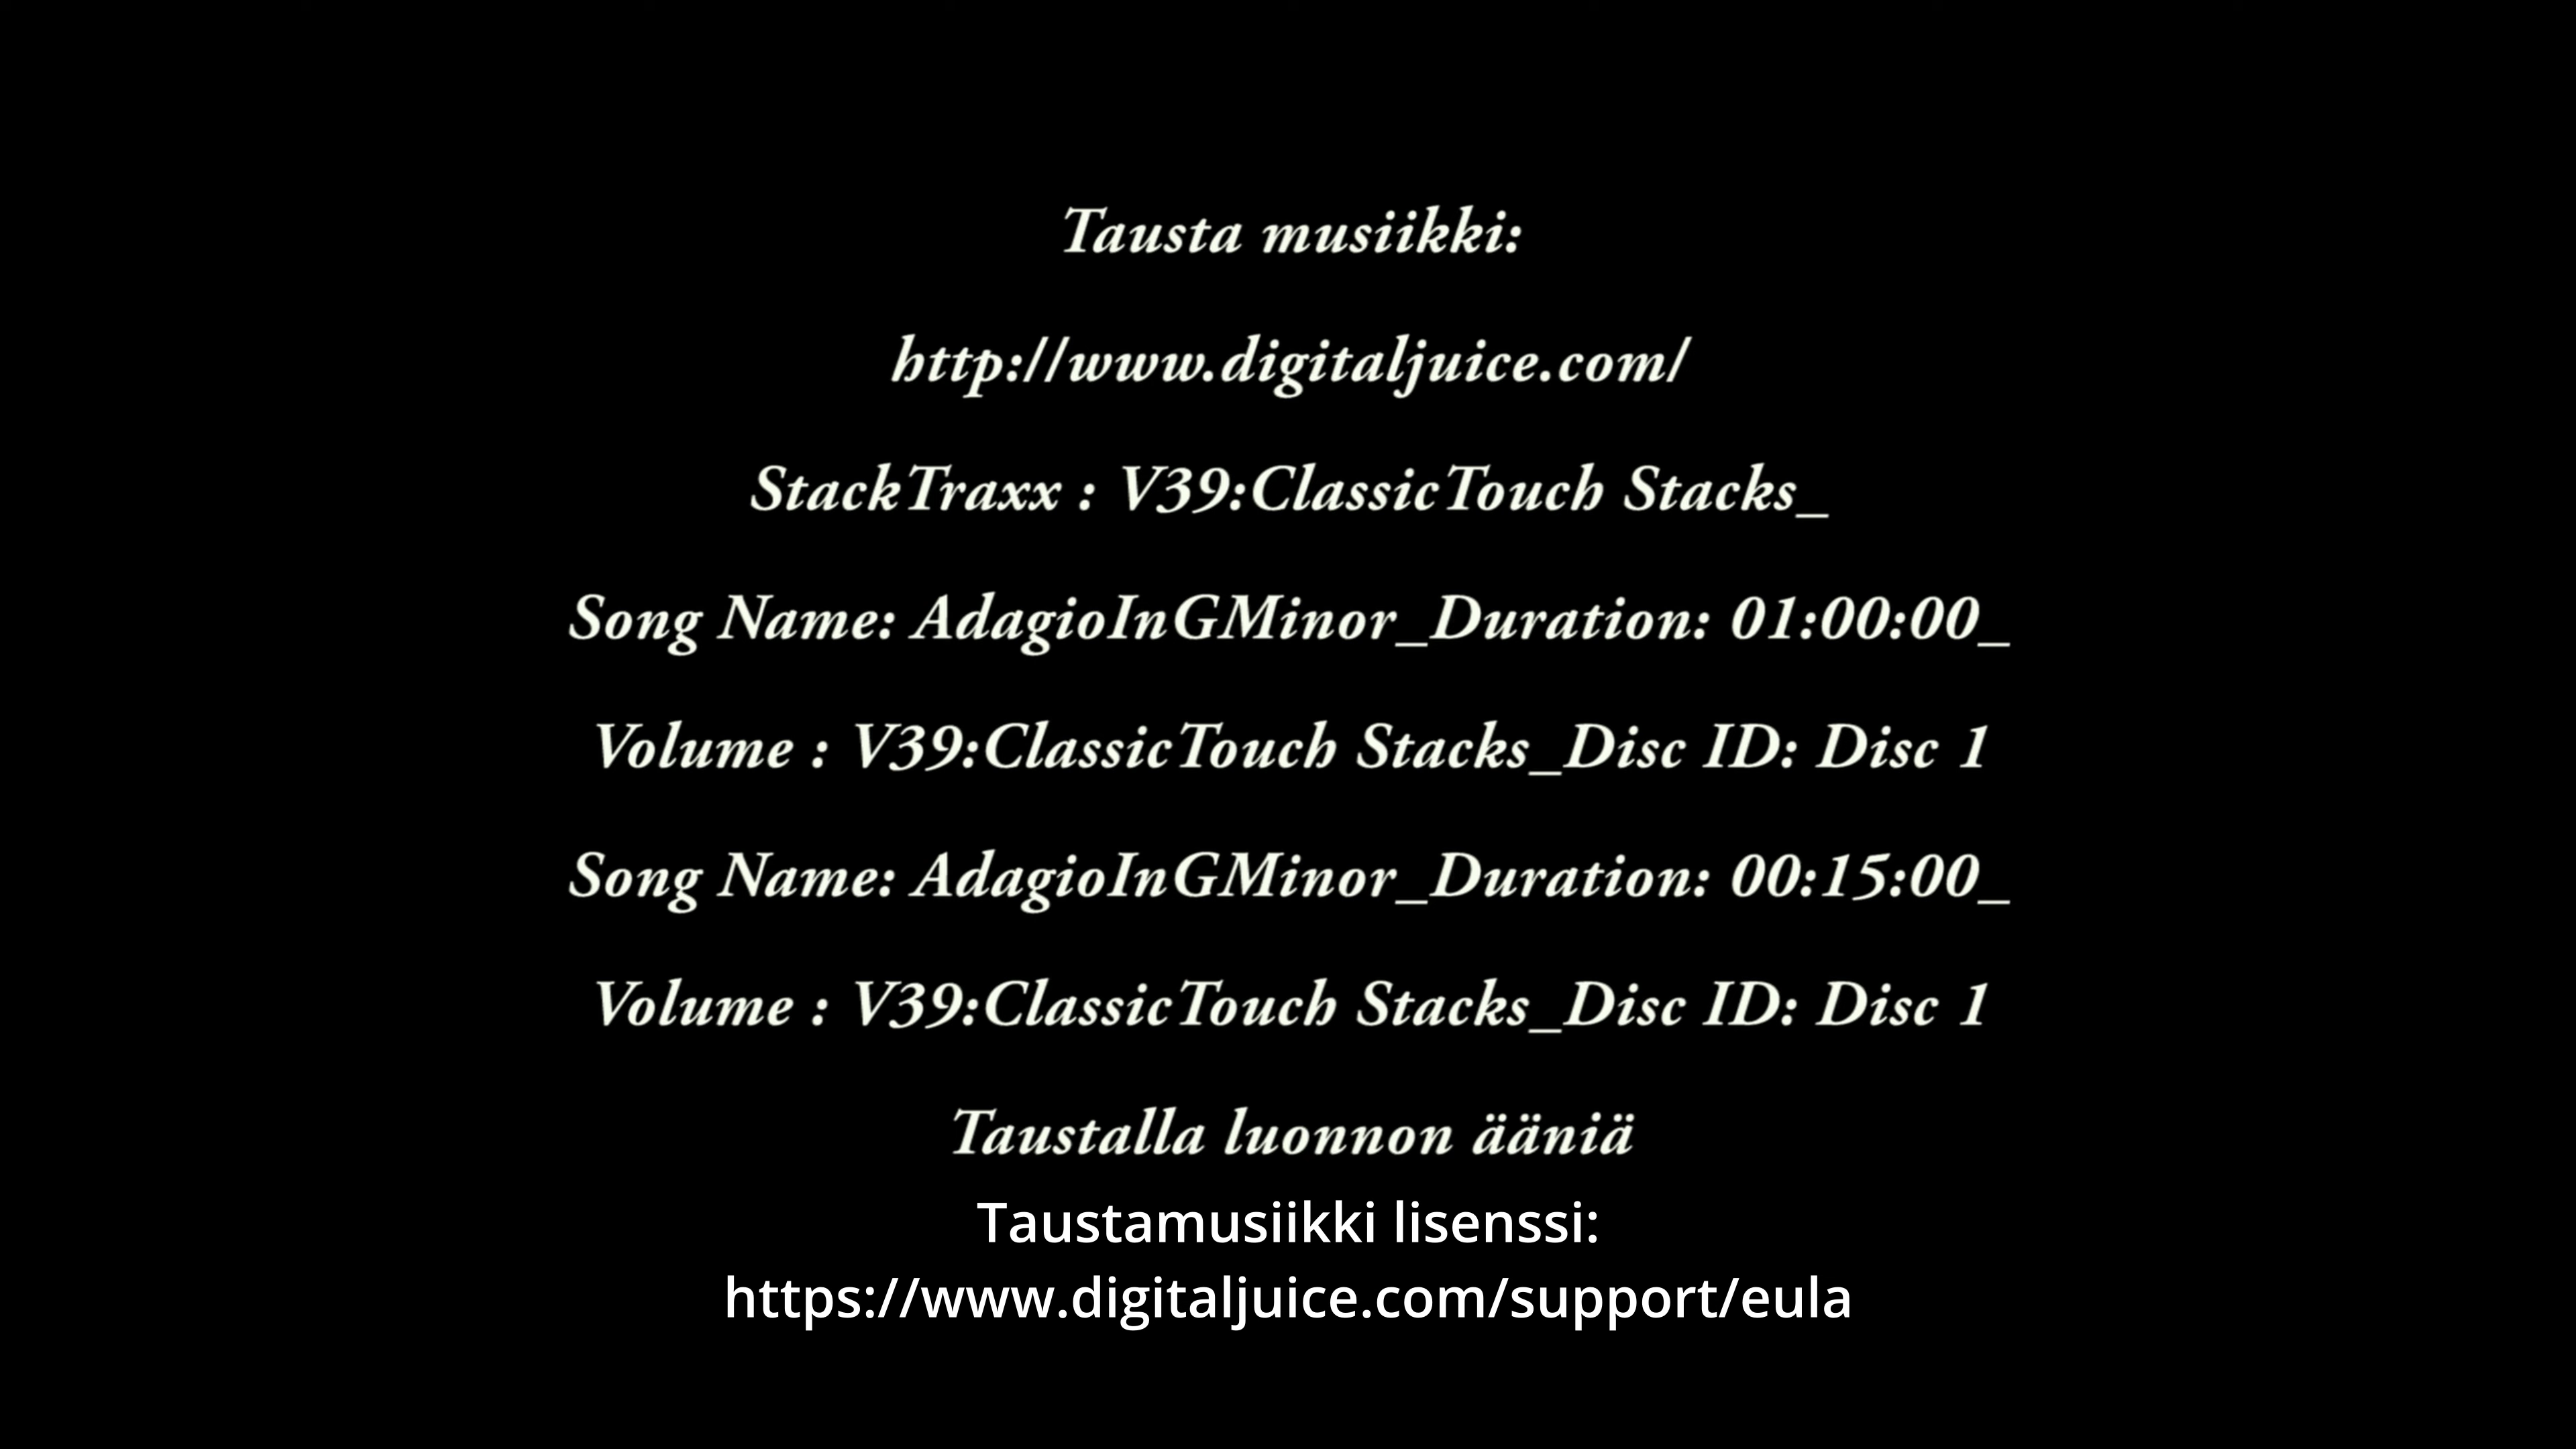 Tausta musiikki:
http://www.digitaljuice.com/
StackTraxx : V39:ClassicTouch Stacks_
Song Name: AdagioInGMinor_Duration: 01:00:00_
Volume : V39:ClassicTouch Stacks_Disc ID: Disc 1
Song Name: AdagioInGMinor_Duration: 00:15:00_
Volume : V39:ClassicTouch Stacks_Disc ID: Disc 1
Taustalla luonnon ääniä
Taustamusiikki lisenssi:
https://www.digitaljuice.com/support/eula